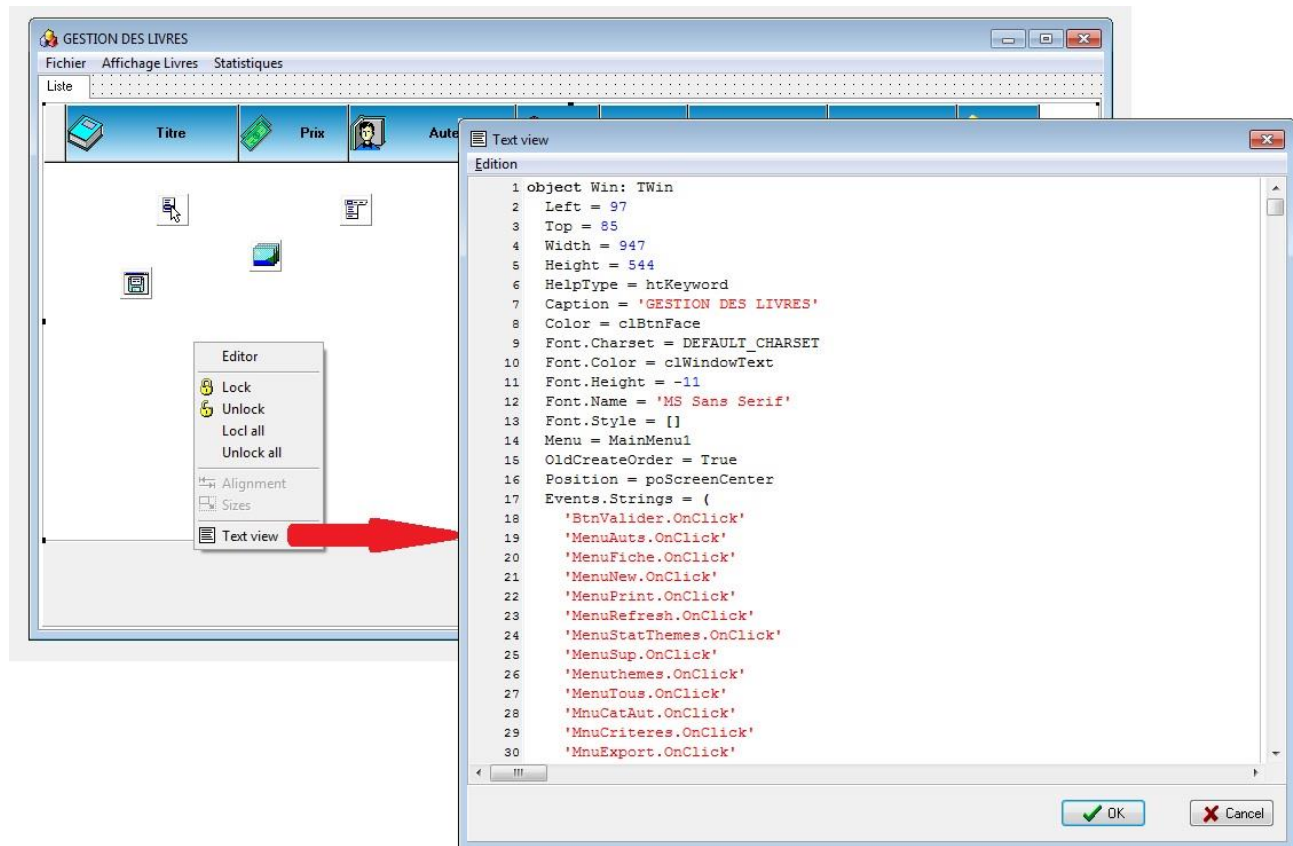 GESTION DES LIVRES
Fichier Affichage Livres Statistiques
Liste
Titre Prix
Editor
Lock
Unlock
Locl all
Unlock all
Alignment
Sizes
Text view
Text view
Edition
1 object Win: TWin
2 Left = 97
3 Top = 85
4 Width = 947
5 Height = 544
6 HelpType = htKeyword
7 Caption = 'GESTION DES LIVRES'
8 Color = clBtnFace
9 Font.Charset = DEFAULT_CHARSET
10 Font.Color = clWindowText
11 Font.Height = -11
12 Font.Name = 'MS Sans Serif'
13 Font.Style = []
14 Menu = MainMenu1
15 OldCreateOrder = True
16 Position = poScreenCenter
17 Events.Strings = (
18 'BtnValider.OnClick'
19 'MenuAuts.OnClick'
20 'MenuFiche.OnClick'
21 'MenuNew.OnClick'
22 'MenuPrint.OnClick'
23 'MenuRefresh.OnClick'
24 'MenuStatThemes.OnClick'
25 'MenuSup.OnClick'
26 'Menuthemes.OnClick'
27 'MenuTous.OnClick'
28 'MnuCatAut.OnClick'
29 'MnuCriteres.OnClick'
30 'MnuExport.OnClick'
OK Cancel